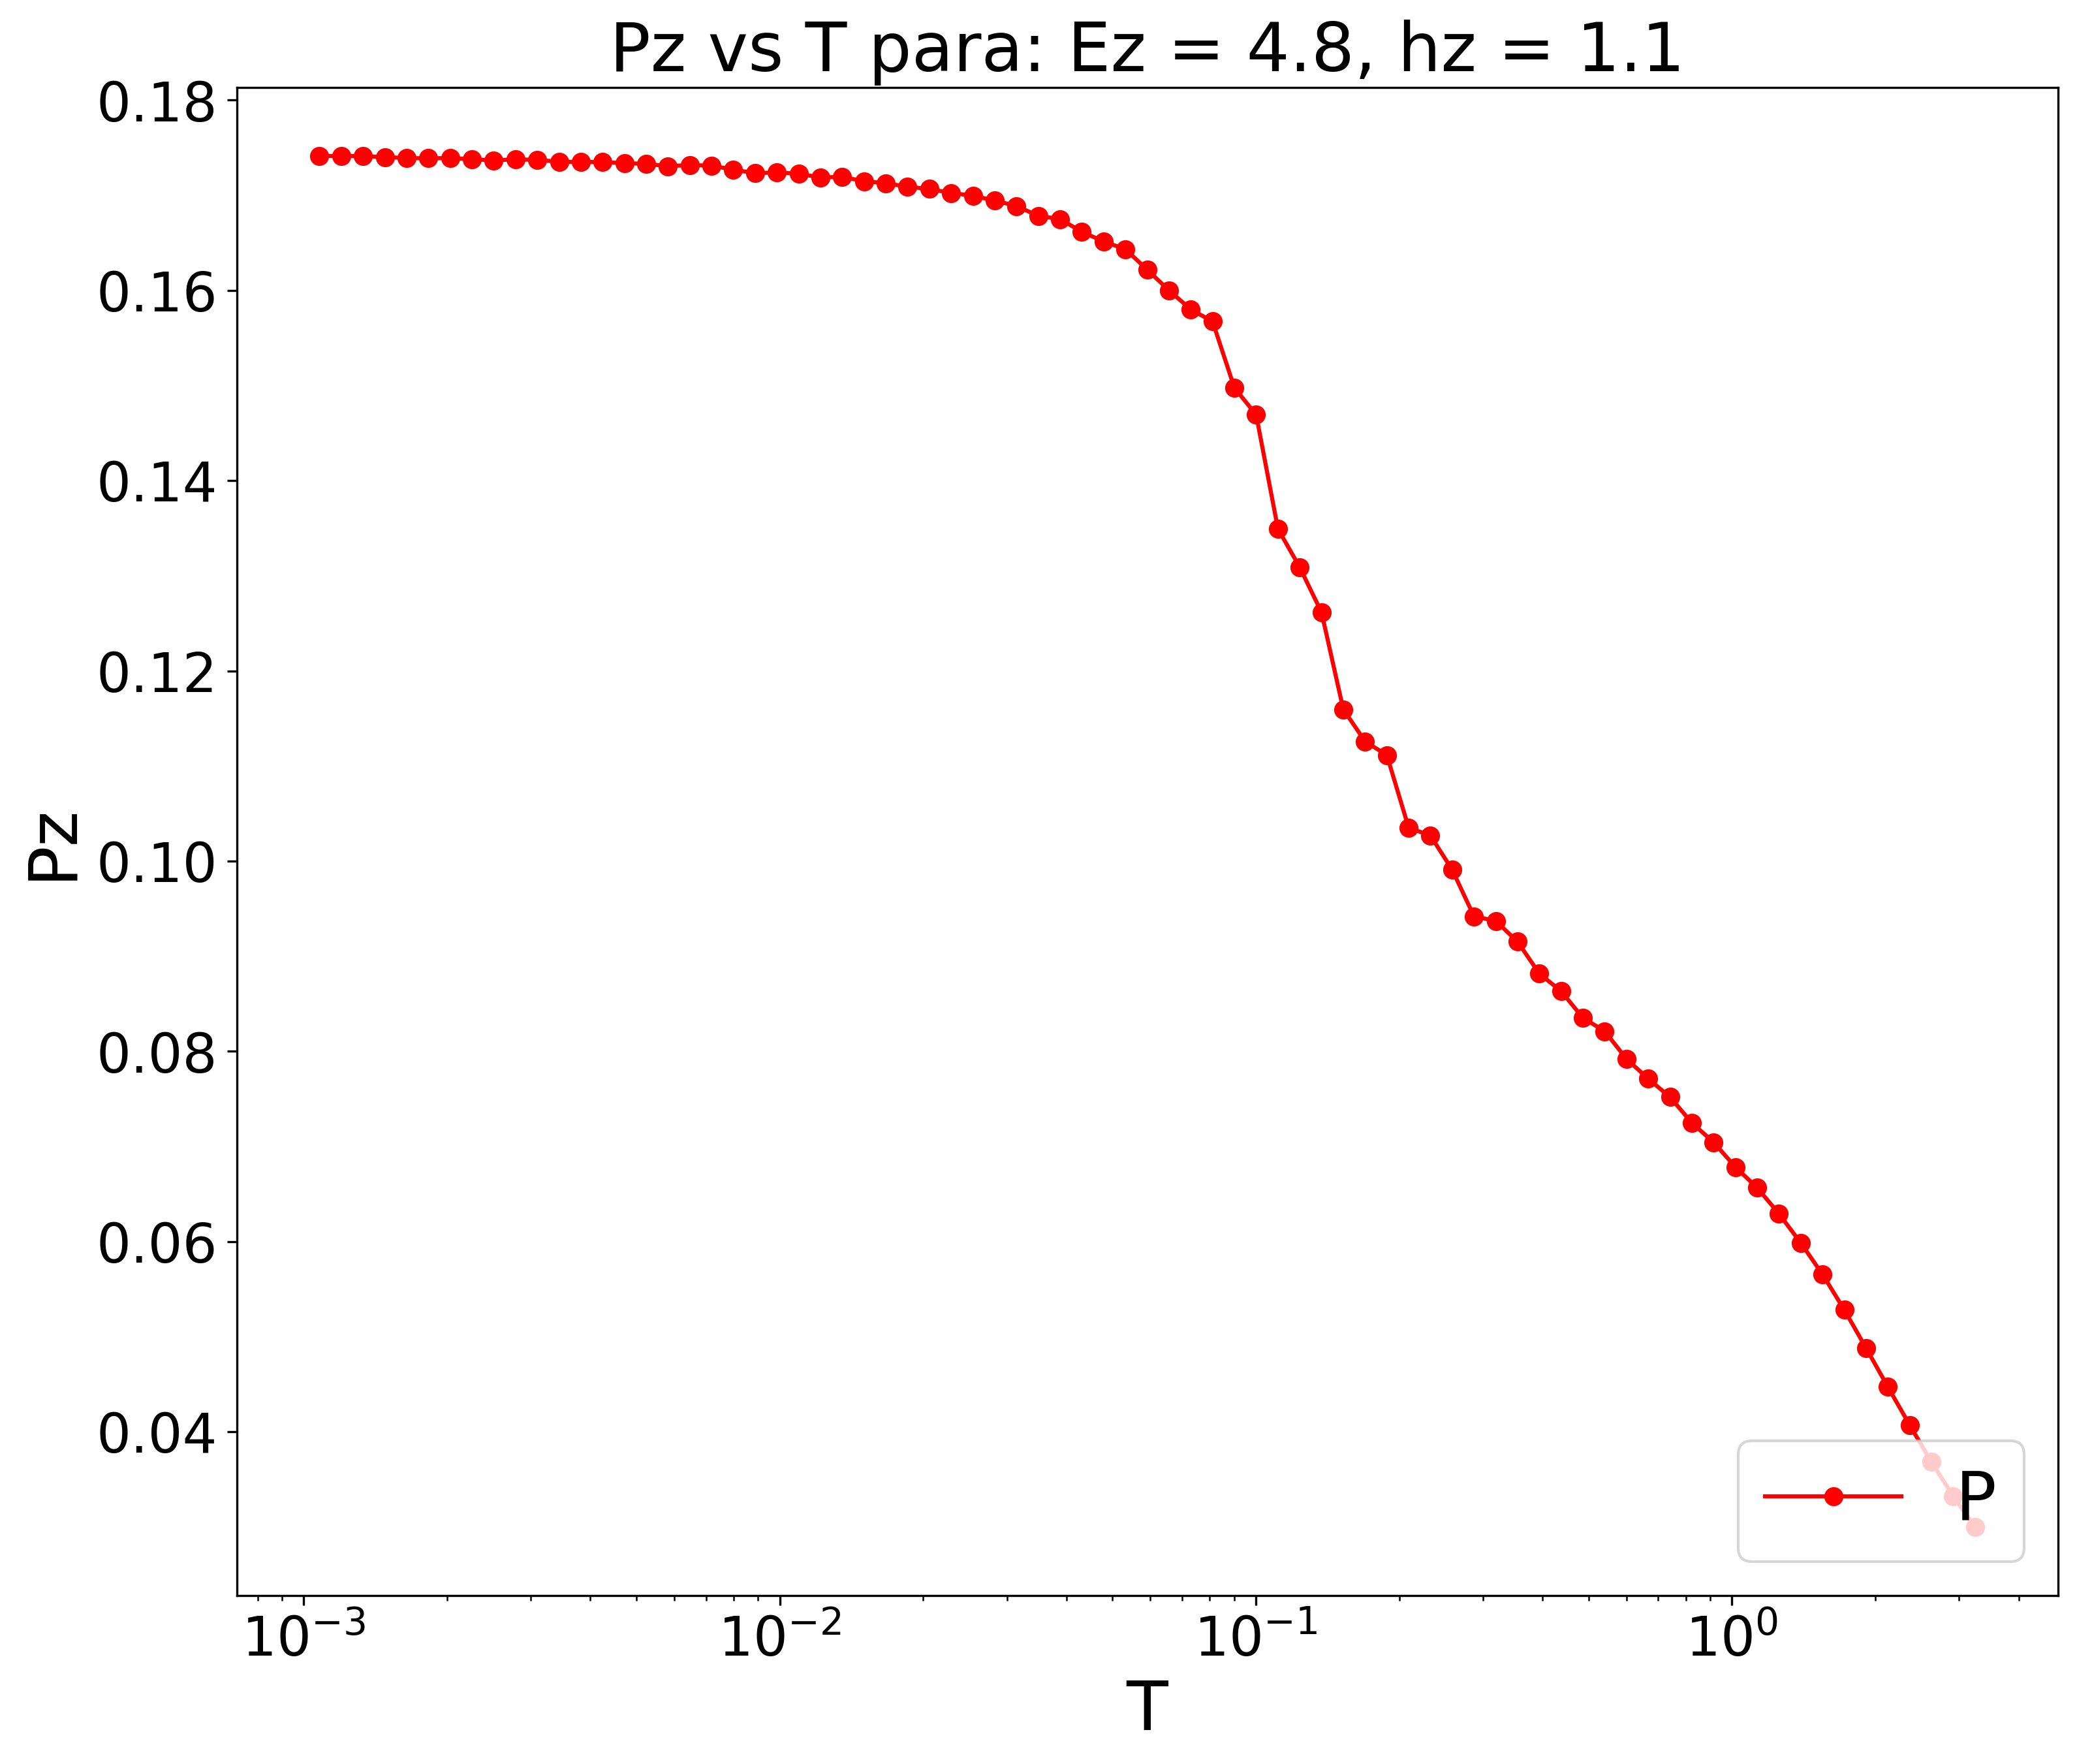 Pz vs T para: Ez = 4.8, hz = 1.1
0.18
0.16
0.14
0.12
0.10
0.08
0.06
0.04
Pz
P
10⁻³ 10⁻² 10⁻¹ 10⁰
T